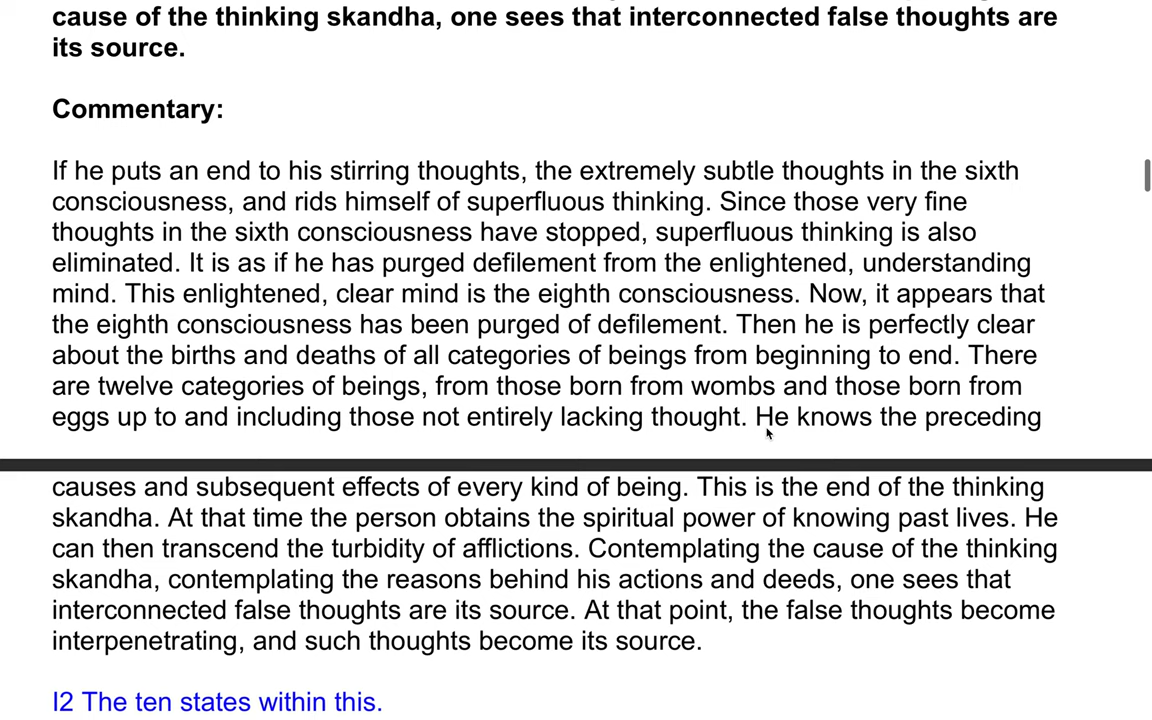 cause of the thinking skandha, one sees that interconnected false thoughts are
its source.
Commentary:
If he puts an end to his stirring thoughts, the extremely subtle thoughts in the sixth
consciousness, and rids himself of superfluous thinking. Since those very fine
thoughts in the sixth consciousness have stopped, superfluous thinking is also
eliminated. It is as if he has purged defilement from the enlightened, understanding
mind. This enlightened, clear mind is the eighth consciousness. Now, it appears that
the eighth consciousness has been purged of defilement. Then he is perfectly clear
about the births and deaths of all categories of beings from beginning to end. There
are twelve categories of beings, from those born from wombs and those born from
eggs up to and including those not entirely lacking thought. He knows the preceding
causes and subsequent effects of every kind of being. This is the end of the thinking
skandha. At that time the person obtains the spiritual power of knowing past lives. He
can then transcend the turbidity of afflictions. Contemplating the cause of the thinking
skandha, contemplating the reasons behind his actions and deeds, one sees that
interconnected false thoughts are its source. At that point, the false thoughts become
interpenetrating, and such thoughts become its source.
I2 The ten states within this.